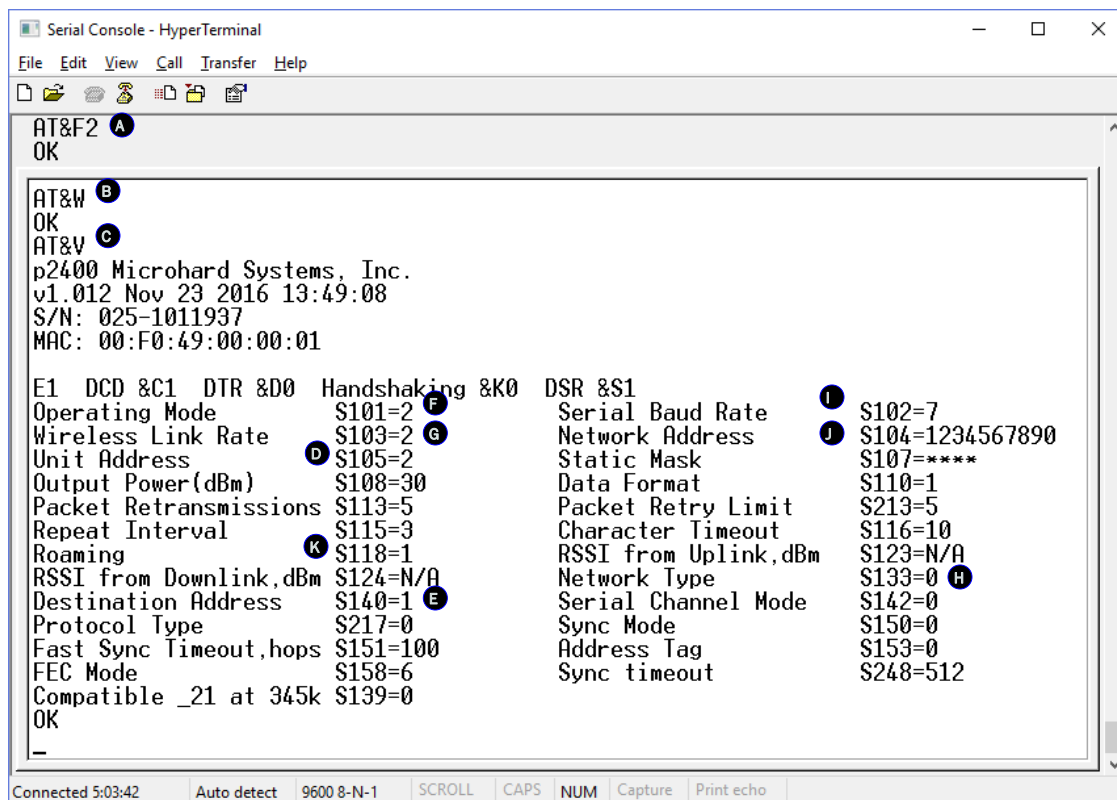 Serial Console - HyperTerminal
File Edit View Call Transfer Help
AT&F2 A
OK
AT&W B
OK
AT&V C
p2400 Microhard Systems, Inc.
v1.012 Nov 23 2016 13:49:08
S/N: 025-1011937
MAC: 00:F0:49:00:00:01
E1 DCD &C1 DTR &D0 Handshaking &K0 DSR &S1
Operating Mode S101=2 F Serial Baud Rate I S102=7
Wireless Link Rate S103=2 G Network Address J S104=1234567890
Unit Address D S105=2 Static Mask S107=****
Output Power(dBm) S108=30 Data Format S110=1
Packet Retransmissions S113=5 Packet Retry Limit S213=5
Repeat Interval S115=3 Character Timeout S116=10
Roaming K S118=1 RSSI from Uplink,dBm S123=N/A
RSSI from Downlink,dBm S124=N/A Network Type S133=0 H
Destination Address S140=1 E Serial Channel Mode S142=0
Protocol Type S217=0 Sync Mode S150=0
Fast Sync Timeout,hops S151=100 Address Tag S153=0
FEC Mode S158=6 Sync timeout S248=512
Compatible _21 at 345k S139=0
OK
_
Connected 5:03:42 Auto detect 9600 8-N-1 SCROLL CAPS NUM Capture Print echo